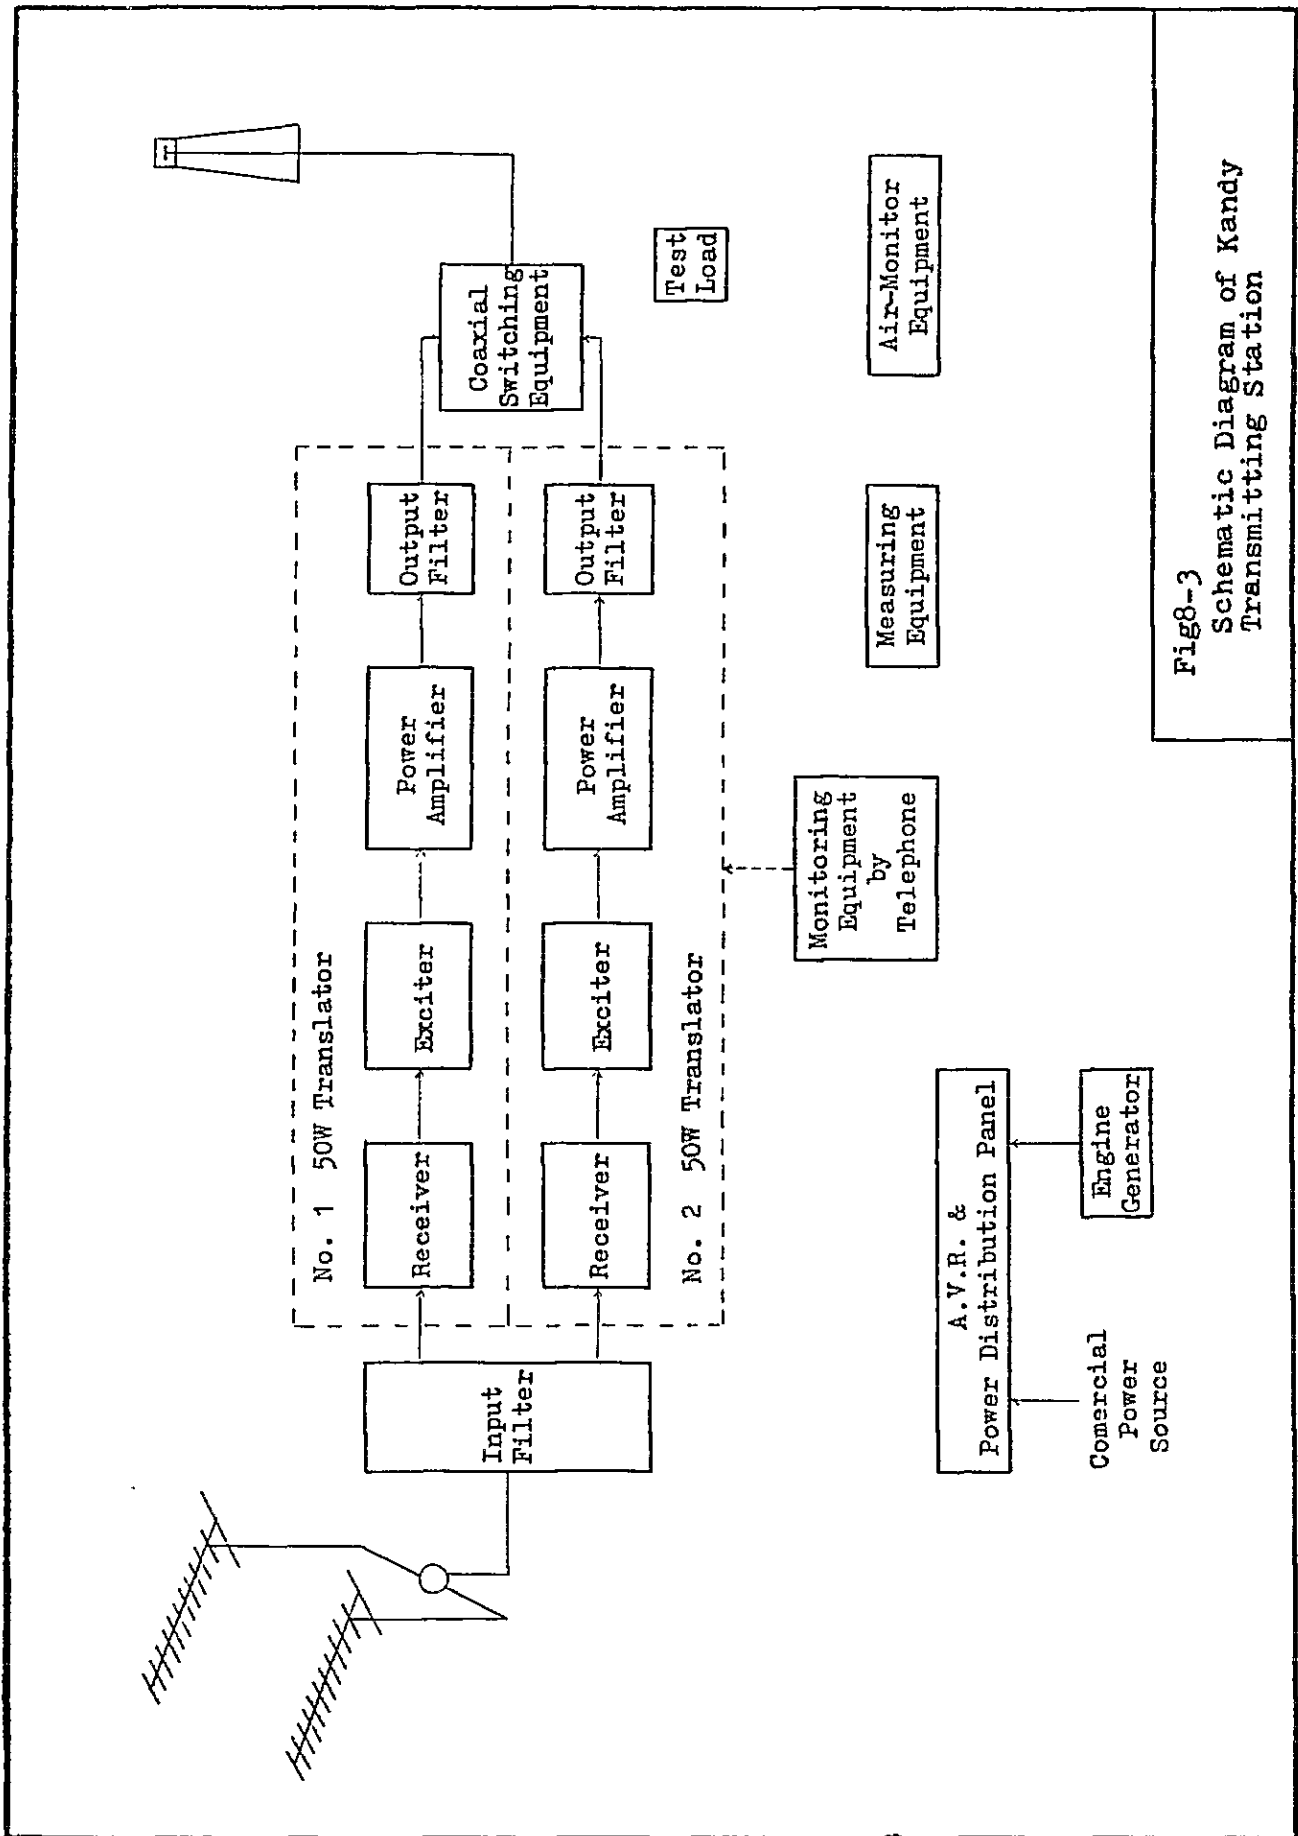 No. 1 50W Translator
Input
Filter
Receiver
Exciter
Power
Amplifier
Output
Filter
Coaxial
Switching
Equipment
Receiver
Exciter
Power
Amplifier
Output
Filter
No. 2 50W Translator
Test
Load
Monitoring
Equipment
by
Telephone
Measuring
Equipment
Air-Monitor
Equipment
A.V.R. &
Power Distribution Panel
Comercial
Power
Source
Engine
Generator
Fig8-3
Schematic Diagram of Kandy
Transmitting Station